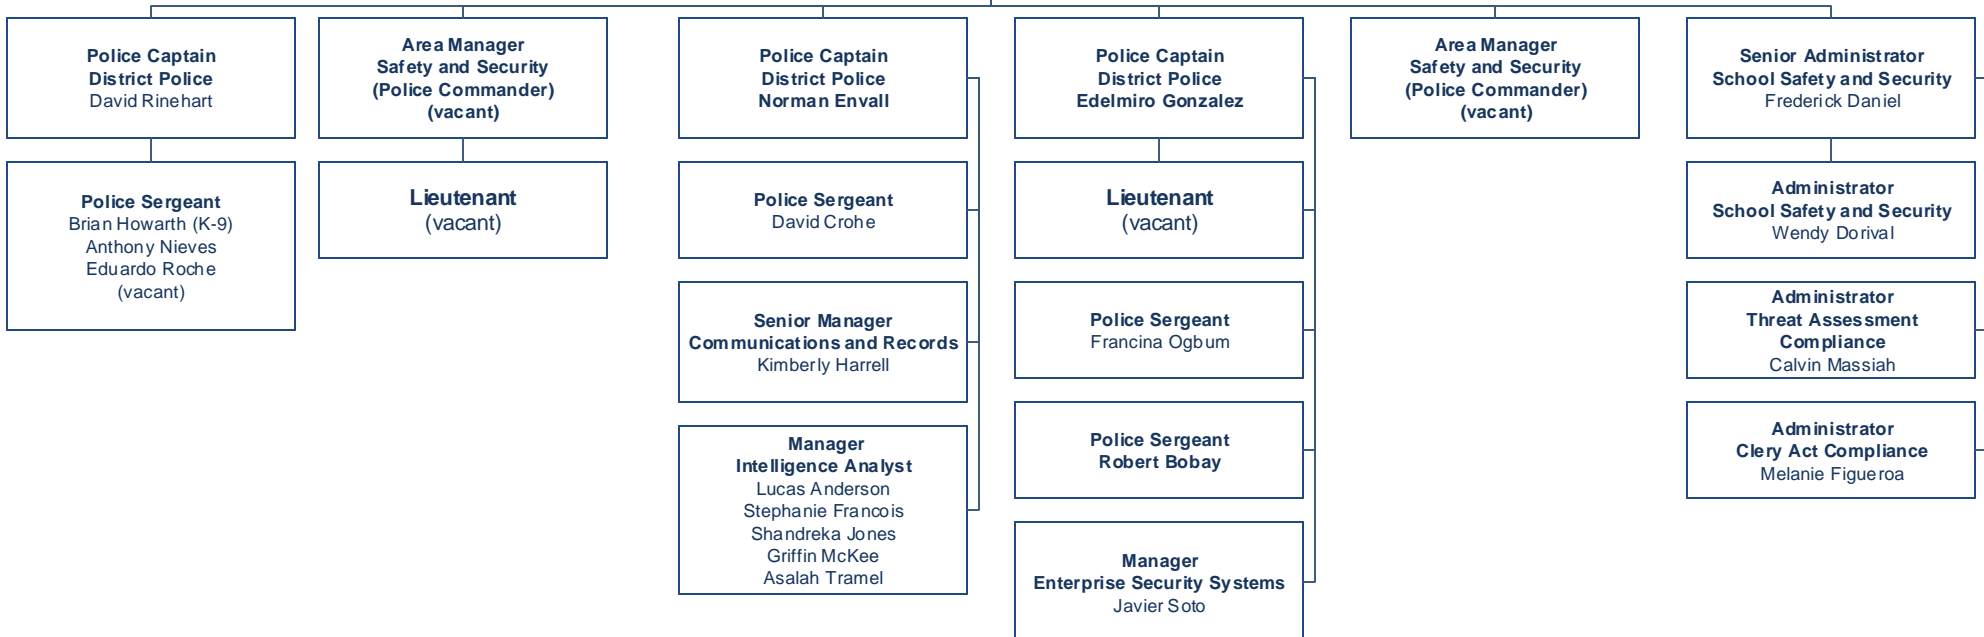 Police Captain
District Police
David Rinehart
Police Sergeant
Brian Howarth (K-9)
Anthony Nieves
Eduardo Roche
(vacant)
Area Manager
Safety and Security
(Police Commander)
(vacant)
Lieutenant
(vacant)
Police Captain
District Police
Norman Envall
Police Sergeant
David Crohe
Senior Manager
Communications and Records
Kimberly Harrell
Manager
Intelligence Analyst
Lucas Anderson
Stephanie Francois
Shandreka Jones
Griffin McKee
Asalah Tramel
Police Captain
District Police
Edelmiro Gonzalez
Lieutenant
(vacant)
Police Sergeant
Francina Ogburn
Police Sergeant
Robert Bobay
Manager
Enterprise Security Systems
Javier Soto
Area Manager
Safety and Security
(Police Commander)
(vacant)
Senior Administrator
School Safety and Security
Frederick Daniel
Administrator
School Safety and Security
Wendy Dorival
Administrator
Threat Assessment
Compliance
Calvin Massiah
Administrator
Clery Act Compliance
Melanie Figueroa